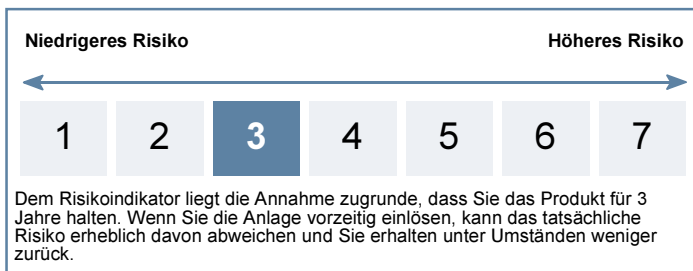 Niedrigeres Risiko Höheres Risiko
1 2 3 4 5 6 7
Dem Risikoindikator liegt die Annahme zugrunde, dass Sie das Produkt für 3
Jahre halten. Wenn Sie die Anlage vorzeitig einlösen, kann das tatsächliche
Risiko erheblich davon abweichen und Sie erhalten unter Umständen weniger
zurück.